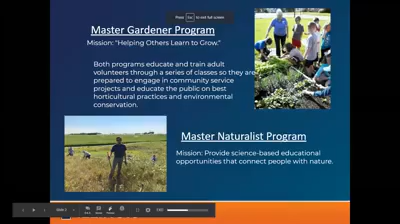 Press Esc to exit full screen
Master Gardener Program
Mission: "Helping Others Learn to Grow."
Both programs educate and train adult
volunteers through a series of classes so they are
prepared to engage in community service
projects and educate the public on best
horticultural practices and environmental
conservation.
Master Naturalist Program
Mission: Provide science-based educational
opportunities that connect people with nature.